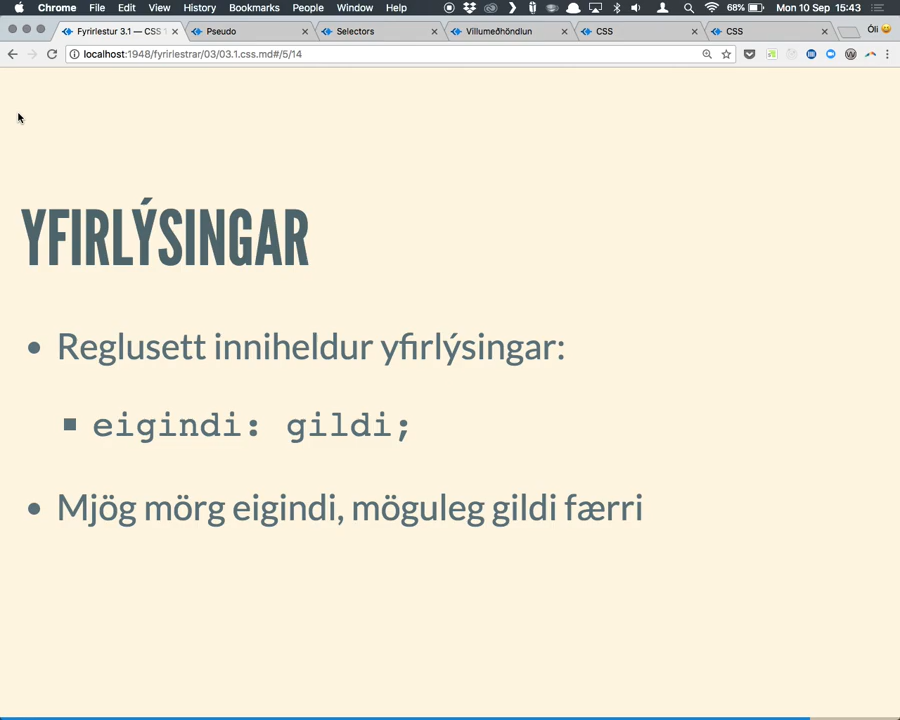 Chrome File Edit View History Bookmarks People Window Help 68% Mon 10 Sep 15:43
Fyrirlestur 3.1 — CSS Pseudo Selectors Villumeðhöndlun CSS CSS Óli
localhost:1948/fyrirlestrar/03/03.1.css.md#/5/14
YFIRLÝSINGAR
Reglusett inniheldur yfirlýsingar:
eigindi: gildi;
Mjög mörg eigindi, möguleg gildi færri